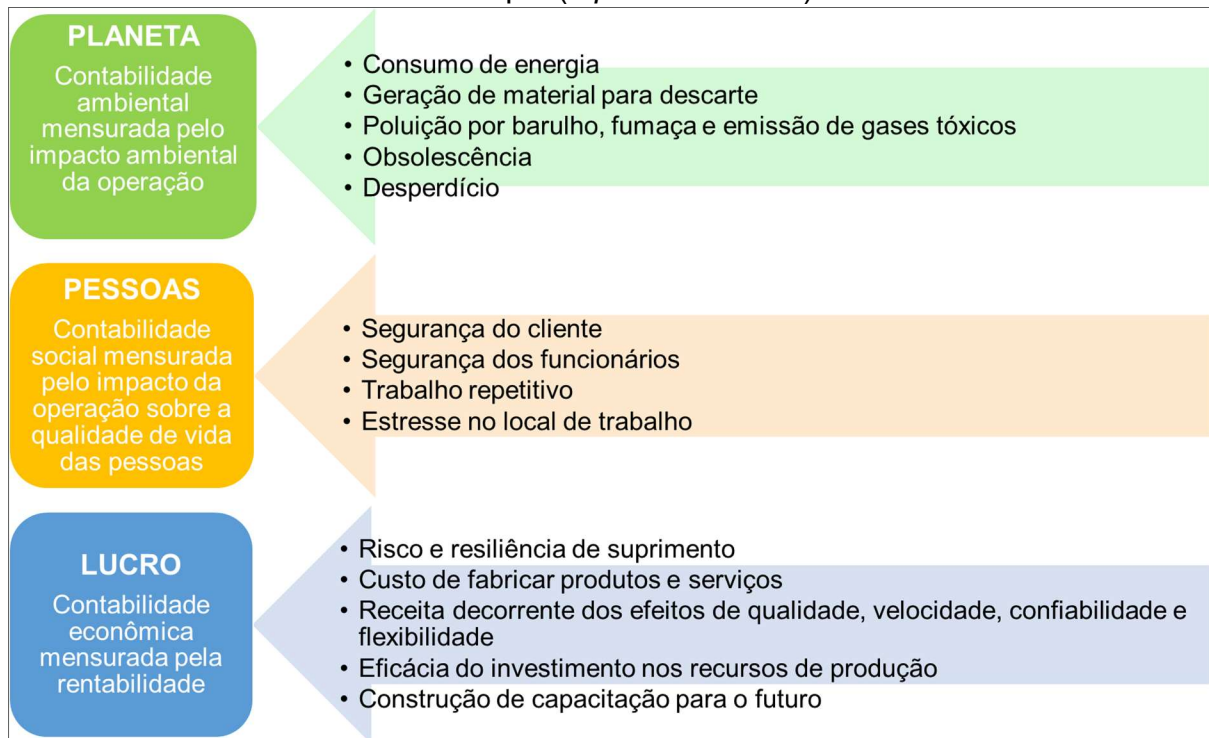 PLANETA
Contabilidade
ambiental
mensurada pelo
impacto ambiental
da operação
• Consumo de energia
• Geração de material para descarte
• Poluição por barulho, fumaça e emissão de gases tóxicos
• Obsolescência
• Desperdício
PESSOAS
Contabilidade
social mensurada
pelo impacto da
operação sobre a
qualidade de vida
das pessoas
• Segurança do cliente
• Segurança dos funcionários
• Trabalho repetitivo
• Estresse no local de trabalho
LUCRO
Contabilidade
econômica
mensurada pela
rentabilidade
• Risco e resiliência de suprimento
• Custo de fabricar produtos e serviços
• Receita decorrente dos efeitos de qualidade, velocidade, confiabilidade e
flexibilidade
• Eficácia do investimento nos recursos de produção
• Construção de capacitação para o futuro